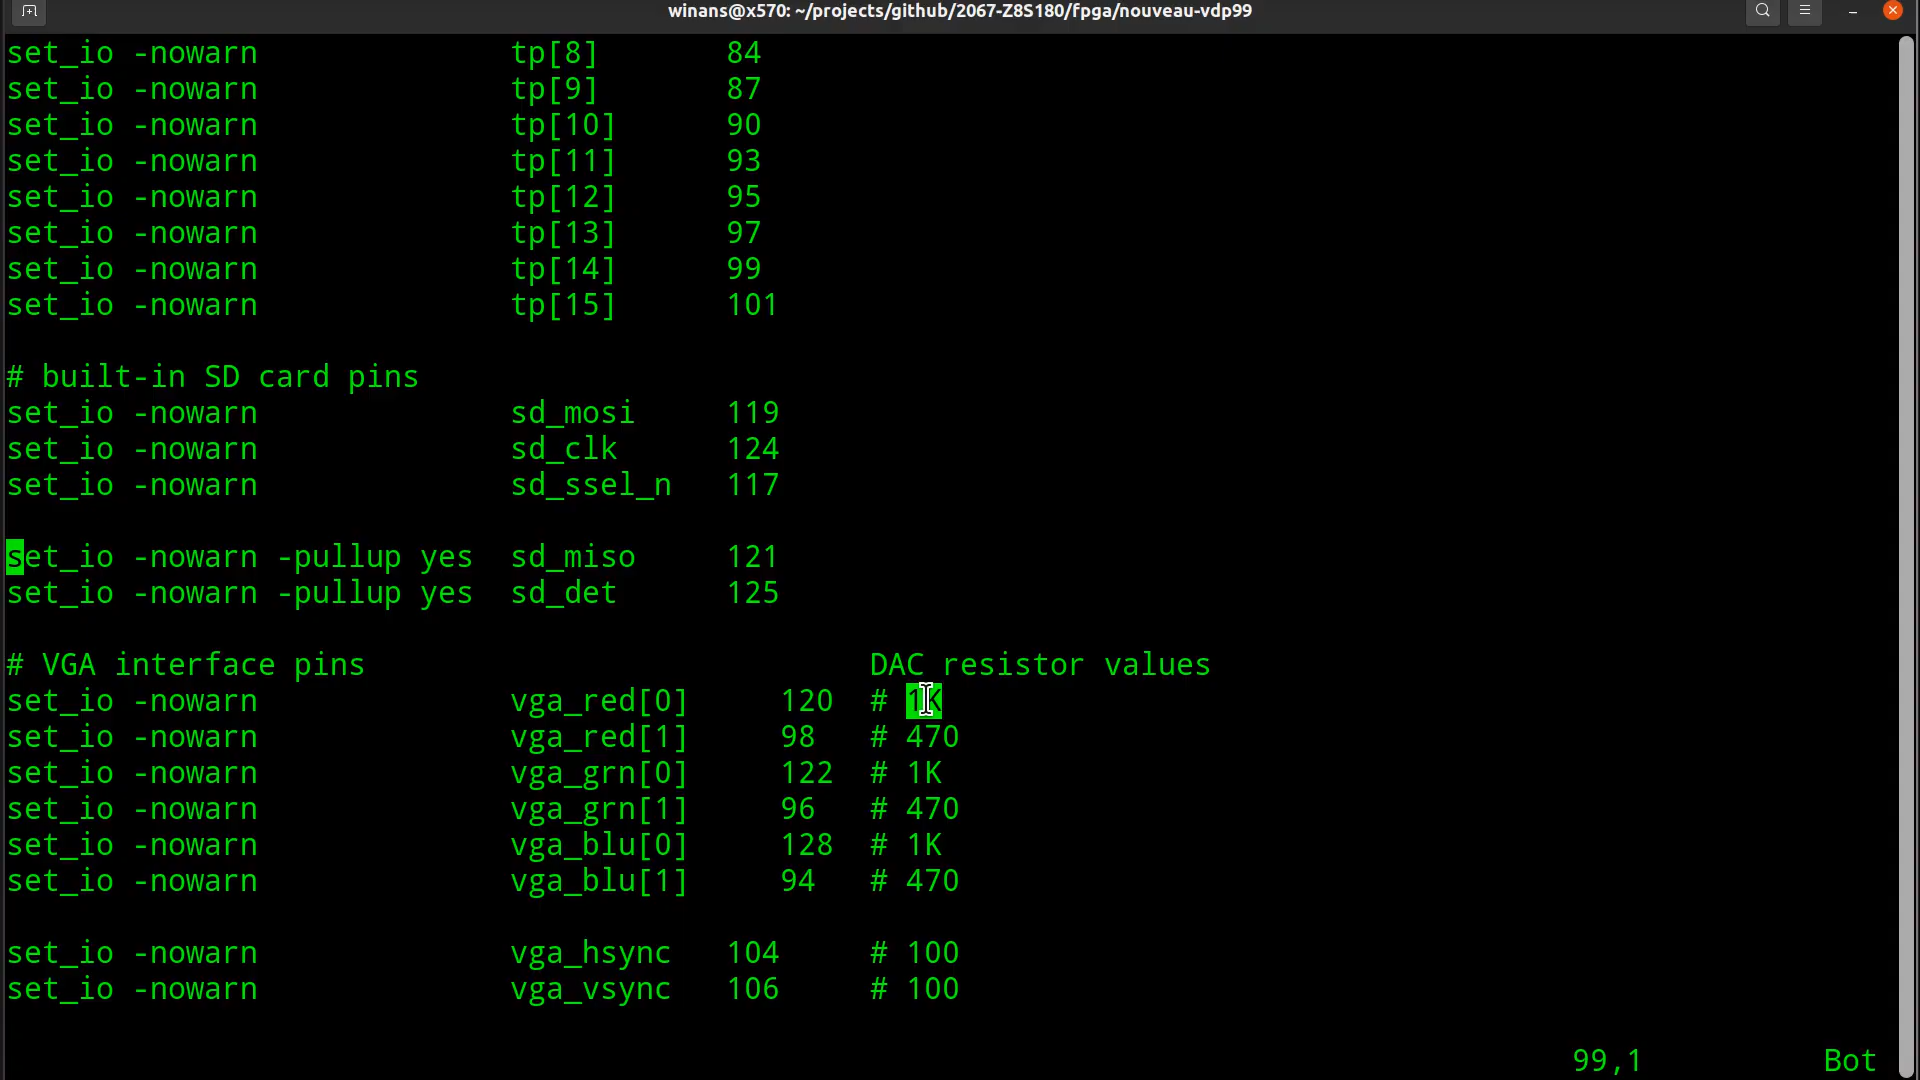 winans@x570: ~/projects/github/2067-Z8S180/fpga/nouveau-vdp99
set_io -nowarn tp[8] 84
set_io -nowarn tp[9] 87
set_io -nowarn tp[10] 90
set_io -nowarn tp[11] 93
set_io -nowarn tp[12] 95
set_io -nowarn tp[13] 97
set_io -nowarn tp[14] 99
set_io -nowarn tp[15] 101
# built-in SD card pins
set_io -nowarn sd_mosi 119
set_io -nowarn sd_clk 124
set_io -nowarn sd_ssel_n 117
set_io -nowarn -pullup yes sd_miso 121
set_io -nowarn -pullup yes sd_det 125
# VGA interface pins DAC resistor values
set_io -nowarn vga_red[0] 120 # 1K
set_io -nowarn vga_red[1] 98 # 470
set_io -nowarn vga_grn[0] 122 # 1K
set_io -nowarn vga_grn[1] 96 # 470
set_io -nowarn vga_blu[0] 128 # 1K
set_io -nowarn vga_blu[1] 94 # 470
set_io -nowarn vga_hsync 104 # 100
set_io -nowarn vga_vsync 106 # 100
99,1 Bot